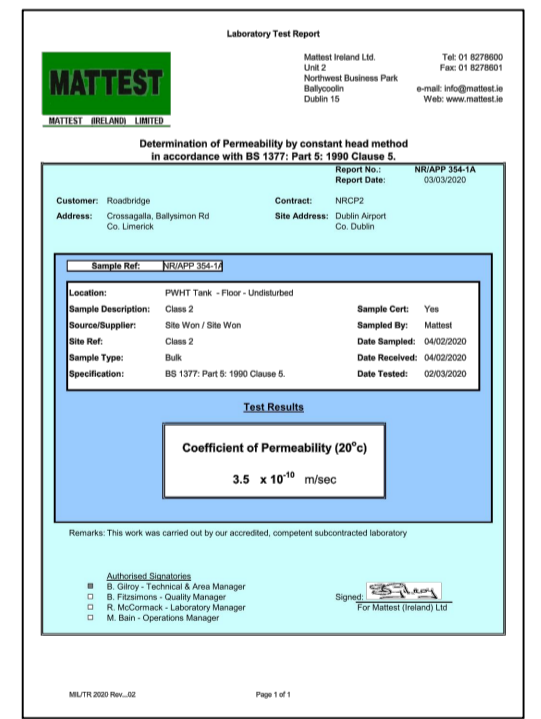 Laboratory Test Report
MATTEST
MATTEST (IRELAND) LIMITED
Mattest Ireland Ltd.
Unit 2
Northwest Business Park
Ballycoolin
Dublin 15
Tel: 01 8278600
Fax: 01 8278601
e-mail: info@mattest.ie
Web: www.mattest.ie
Determination of Permeability by constant head method
in accordance with BS 1377: Part 5: 1990 Clause 5.
Report No.: NR/APP 354-1A
Report Date: 03/03/2020
Customer: Roadbridge Contract: NRCP2
Address: Crossagalla, Ballysimon Rd Site Address: Dublin Airport
Co. Limerick Co. Dublin
Sample Ref: NR/APP 354-1A
Location: PWHT Tank - Floor - Undisturbed
Sample Description: Class 2 Sample Cert: Yes
Source/Supplier: Site Won / Site Won Sampled By: Mattest
Site Ref: Class 2 Date Sampled: 04/02/2020
Sample Type: Bulk Date Received: 04/02/2020
Specification: BS 1377: Part 5: 1990 Clause 5. Date Tested: 02/03/2020
Test Results
Coefficient of Permeability (20°c)
3.5 x 10⁻¹⁰ m/sec
Remarks: This work was carried out by our accredited, competent subcontracted laboratory
Authorised Signatories
B. Gilroy - Technical & Area Manager
B. Fitzsimons - Quality Manager
R. McCormack - Laboratory Manager
M. Bain - Operations Manager
Signed: BGilroy
For Mattest (Ireland) Ltd
MIL/TR 2020 Rev...02 Page 1 of 1